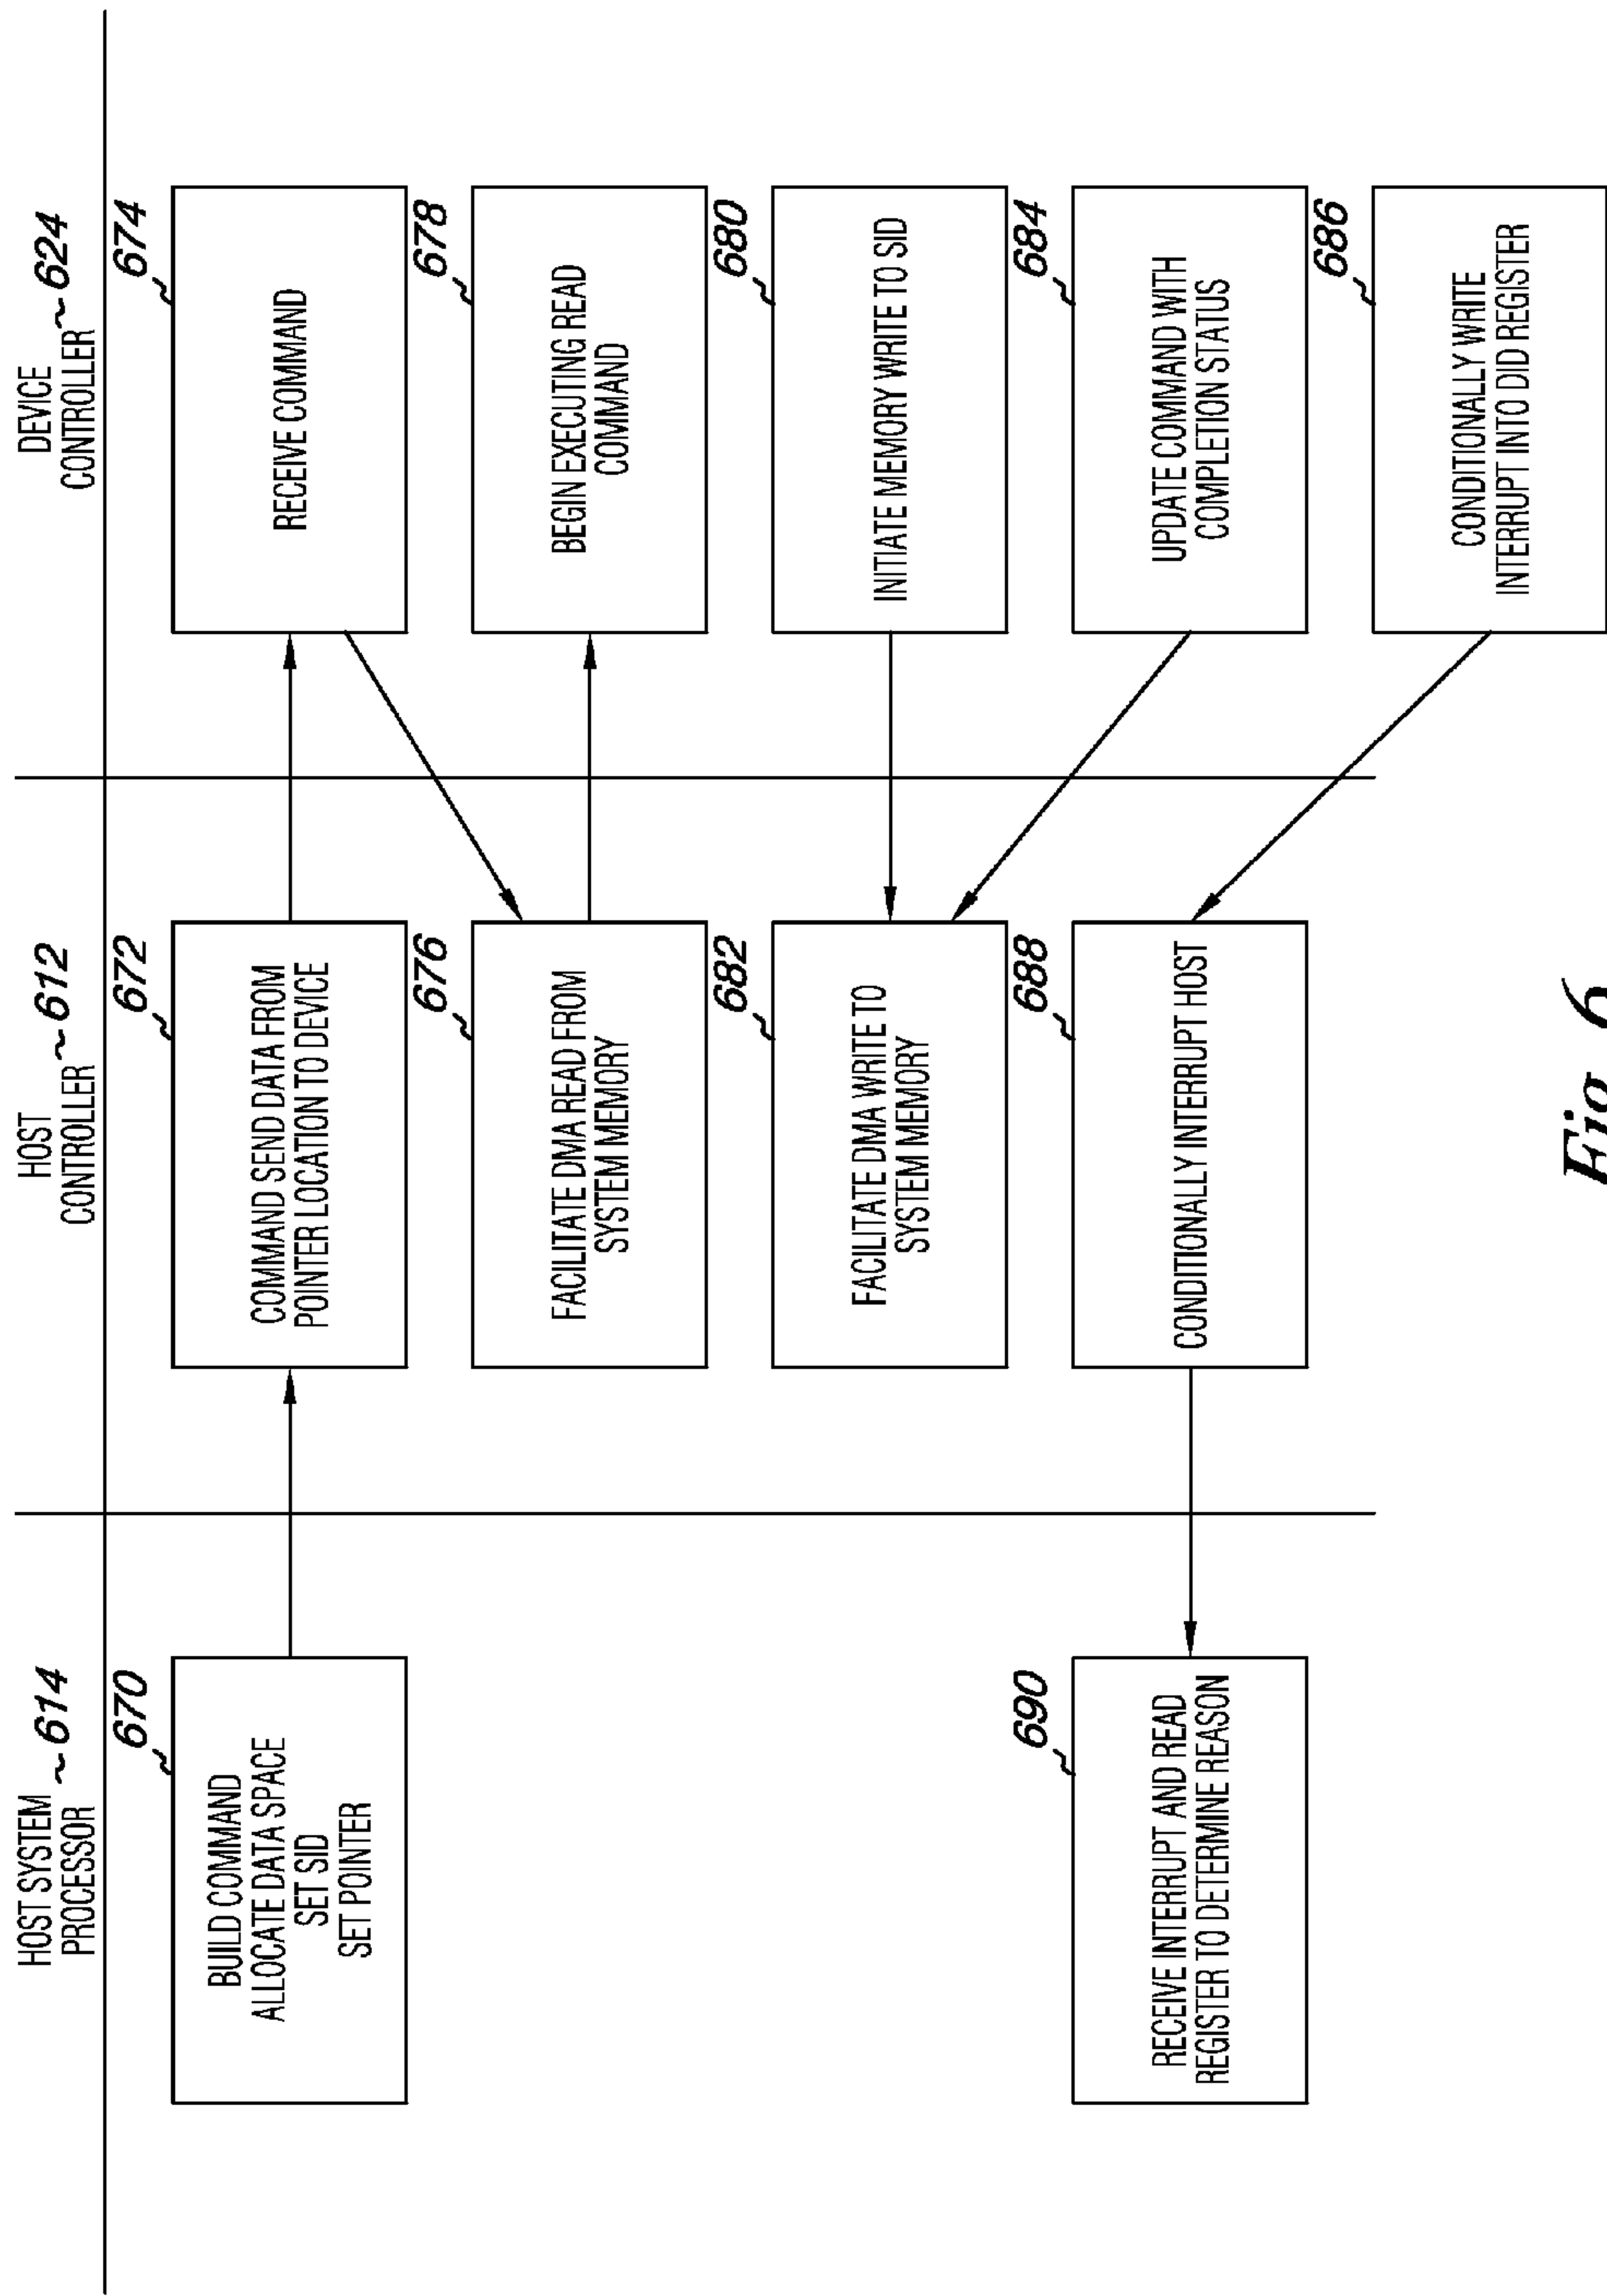 HOST SYSTEM
PROCESSOR ~614
HOST
CONTROLLER ~612
DEVICE
CONTROLLER ~624
670
BUILD COMMAND
ALLOCATE DATA SPACE
SET SID
SET POINTER
672
COMMAND SEND DATA FROM
POINTER LOCATION TO DEVICE
674
RECEIVE COMMAND
676
FACILITATE DMA READ FROM
SYSTEM MEMORY
678
BEGIN EXECUTING READ
COMMAND
682
FACILITATE DMA WRITE TO
SYSTEM MEMORY
680
INITIATE MEMORY WRITE TO SID
690
RECEIVE INTERRUPT AND READ
REGISTER TO DETERMINE REASON
688
CONDITIONALLY INTERRUPT HOST
684
UPDATE COMMAND WITH
COMPLETION STATUS
686
CONDITIONALLY WRITE
INTERRUPT INTO DID REGISTER
Fig. 6